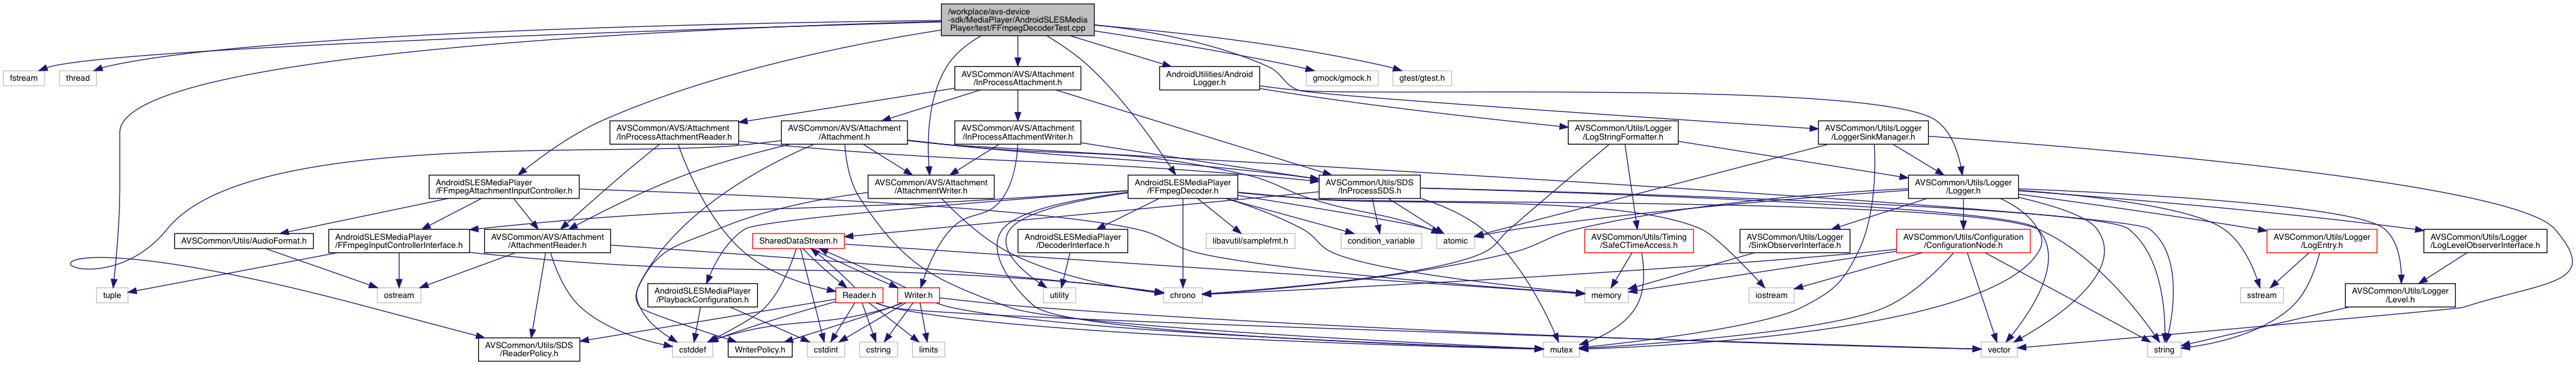 /workplace/avs-device
-sdk/MediaPlayer/AndroidSLESMedia
Player/test/FFmpegDecoderTest.cpp
fstream
thread
AVSCommon/AVS/Attachment
/InProcessAttachment.h
AndroidUtilities/Android
Logger.h
gmock/gmock.h
gtest/gtest.h
AVSCommon/AVS/Attachment
/InProcessAttachmentReader.h
AVSCommon/AVS/Attachment
/Attachment.h
AVSCommon/AVS/Attachment
/InProcessAttachmentWriter.h
AVSCommon/Utils/Logger
/LogStringFormatter.h
AVSCommon/Utils/Logger
/LoggerSinkManager.h
AndroidSLESMediaPlayer
/FFmpegAttachmentInputController.h
AVSCommon/AVS/Attachment
/AttachmentWriter.h
AndroidSLESMediaPlayer
/FFmpegDecoder.h
AVSCommon/Utils/SDS
/InProcessSDS.h
AVSCommon/Utils/Logger
/Logger.h
AVSCommon/Utils/AudioFormat.h
AndroidSLESMediaPlayer
/FFmpegInputControllerInterface.h
AVSCommon/AVS/Attachment
/AttachmentReader.h
SharedDataStream.h
AndroidSLESMediaPlayer
/DecoderInterface.h
libavutil/samplefmt.h
condition_variable
atomic
AVSCommon/Utils/Timing
/SafeCTimeAccess.h
AVSCommon/Utils/Logger
/SinkObserverInterface.h
AVSCommon/Utils/Configuration
/ConfigurationNode.h
AVSCommon/Utils/Logger
/LogEntry.h
AVSCommon/Utils/Logger
/LogLevelObserverInterface.h
tuple
ostream
AndroidSLESMediaPlayer
/PlaybackConfiguration.h
Reader.h
Writer.h
utility
chrono
memory
iostream
sstream
AVSCommon/Utils/Logger
/Level.h
AVSCommon/Utils/SDS
/ReaderPolicy.h
cstddef
WriterPolicy.h
cstdint
cstring
limits
mutex
vector
string